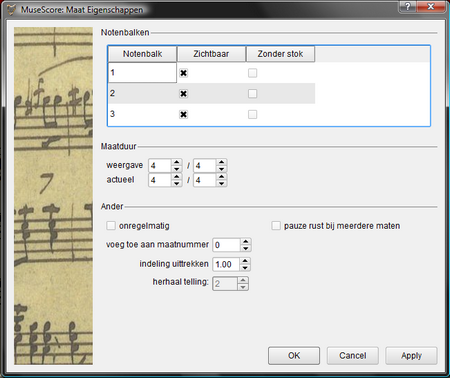 MuseScore: Maat Eigenschappen
Notenbalken
Notenbalk Zichtbaar Zonder stok
1
2
3
Maatduur
weergave 4 / 4
actueel 4 / 4
Ander
onregelmatig pauze rust bij meerdere maten
voeg toe aan maatnummer 0
indeling uittrekken 1.00
herhaal telling: 2
OK Cancel Apply